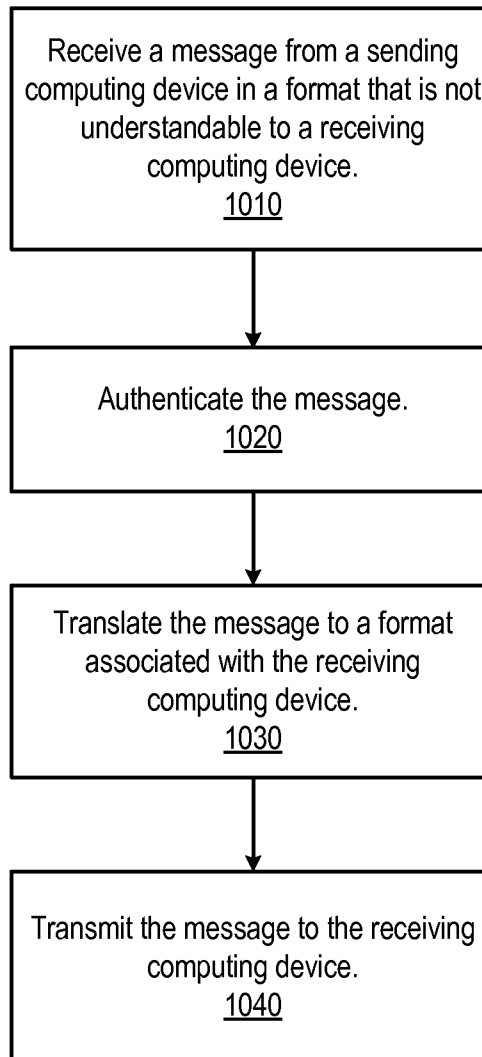 Receive a message from a sending
computing device in a format that is not
understandable to a receiving
computing device.
1010
Authenticate the message.
1020
Translate the message to a format
associated with the receiving
computing device.
1030
Transmit the message to the receiving
computing device.
1040